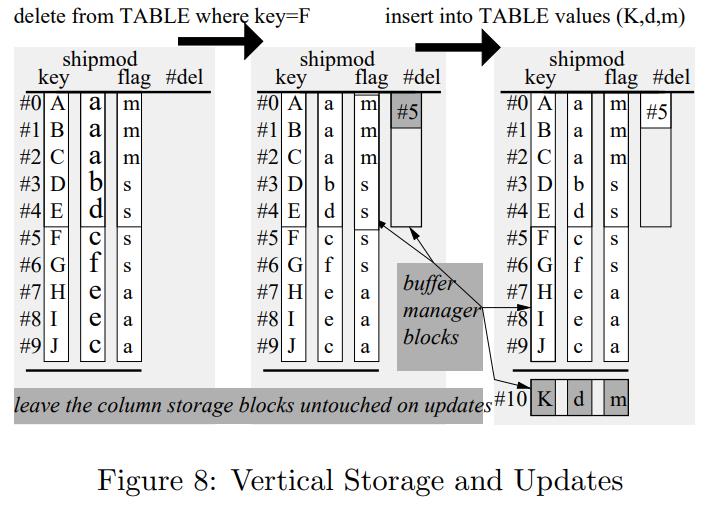 delete from TABLE where key=F insert into TABLE values (K,d,m)
shipmod shipmod shipmod
key flag #del key flag #del key flag #del
#0 A a m #0 A a m #5 #0 A a m #5
#1 B a m #1 B a m #1 B a m
#2 C a m #2 C a m #2 C a m
#3 D b s #3 D b s #3 D b s
#4 E d s #4 E d s #4 E d s
#5 F c s #5 F c s #5 F c s
#6 G f s #6 G f s #6 G f s
#7 H e a #7 H e a #7 H e a
#8 I e a #8 I e a #8 I e a
#9 J c a #9 J c a #9 J c a
buffer
manager
blocks
leave the column storage blocks untouched on updates #10 K d m
Figure 8: Vertical Storage and Updates